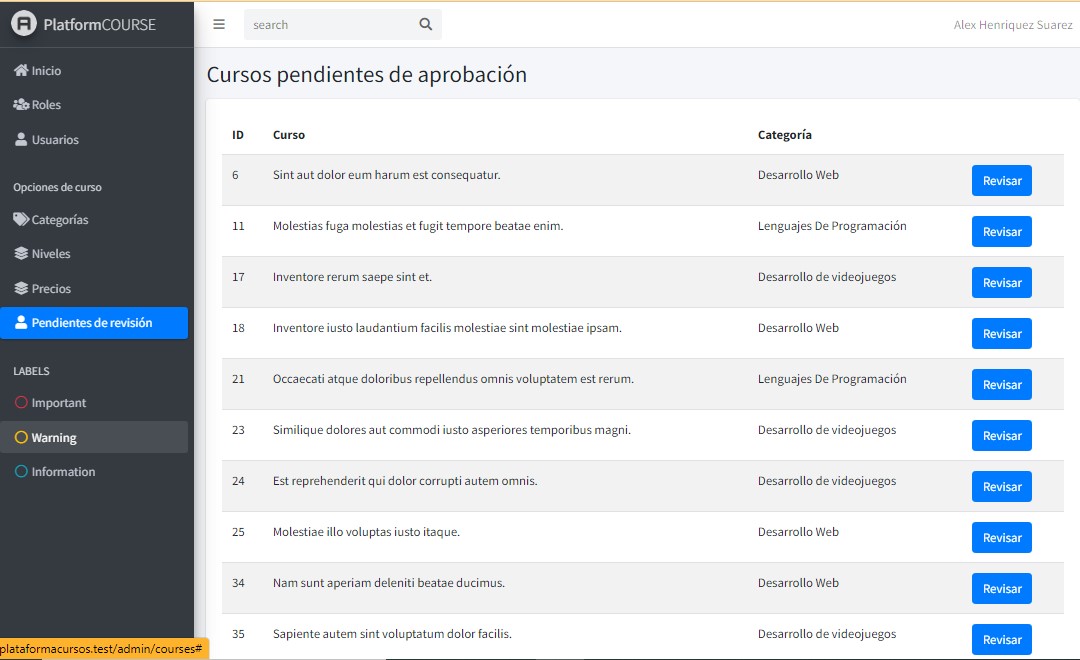 PlatformCOURSE
search
Alex Henriquez Suarez
Inicio
Roles
Usuarios
Opciones de curso
Categorías
Niveles
Precios
Pendientes de revisión
LABELS
Important
Warning
Information
Cursos pendientes de aprobación
ID Curso Categoría
6 Sint aut dolor eum harum est consequatur. Desarrollo Web Revisar
11 Molestias fuga molestias et fugit tempore beatae enim. Lenguajes De Programación Revisar
17 Inventore rerum saepe sint et. Desarrollo de videojuegos Revisar
18 Inventore iusto laudantium facilis molestiae sint molestiae ipsam. Desarrollo Web Revisar
21 Occaecati atque doloribus repellendus omnis voluptatem est rerum. Lenguajes De Programación Revisar
23 Similique dolores aut commodi iusto asperiores temporibus magni. Desarrollo de videojuegos Revisar
24 Est reprehenderit qui dolor corrupti autem omnis. Desarrollo de videojuegos Revisar
25 Molestiae illo voluptas iusto itaque. Desarrollo Web Revisar
34 Nam sunt aperiam deleniti beatae ducimus. Desarrollo Web Revisar
35 Sapiente autem sint voluptatum dolor facilis. Desarrollo de videojuegos Revisar
plataformacursos.test/admin/courses#